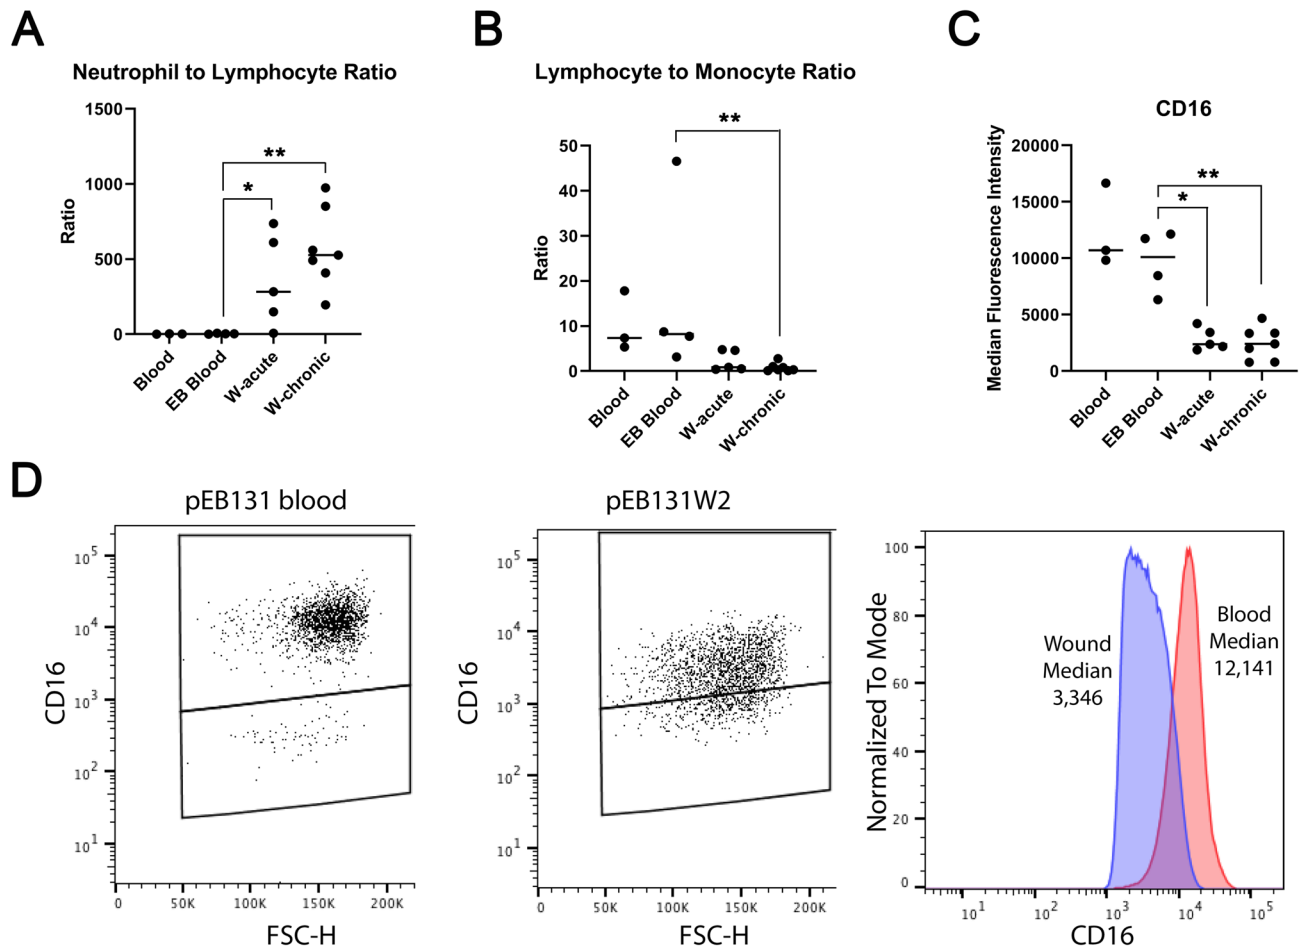 A
Neutrophil to Lymphocyte Ratio
Ratio
1500
1000
500
0
*
**
Blood
EB Blood
W-acute
W-chronic
B
Lymphocyte to Monocyte Ratio
Ratio
50
40
30
20
10
0
**
Blood
EB Blood
W-acute
W-chronic
C
CD16
Median Fluorescence Intensity
20000
15000
10000
5000
0
**
*
Blood
EB Blood
W-acute
W-chronic
D
pEB131 blood
CD16
10^5
10^4
10^3
10^2
10^1
0 50K 100K 150K 200K
FSC-H
pEB131W2
CD16
10^5
10^4
10^3
10^2
10^1
0 50K 100K 150K 200K
FSC-H
Normalized To Mode
100
80
60
40
20
0
Wound
Median
3,346
Blood
Median
12,141
10^1 10^2 10^3 10^4 10^5
CD16